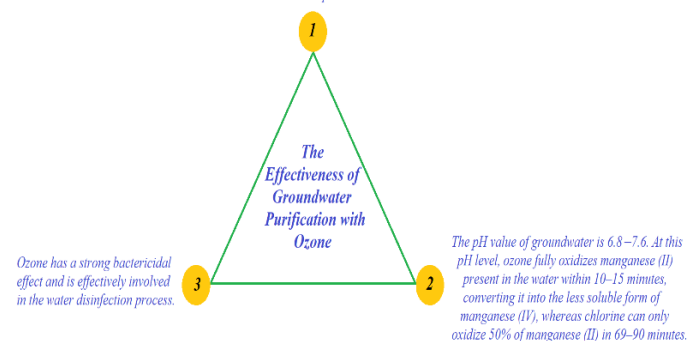 1
The
Effectiveness of
Groundwater
Purification with
Ozone
The pH value of groundwater is 6.8–7.6. At this
pH level, ozone fully oxidizes manganese (II)
present in the water within 10–15 minutes,
converting it into the less soluble form of
manganese (IV), whereas chlorine can only
oxidize 50% of manganese (II) in 69–90 minutes.
2
Ozone has a strong bactericidal
effect and is effectively involved
in the water disinfection process.
3